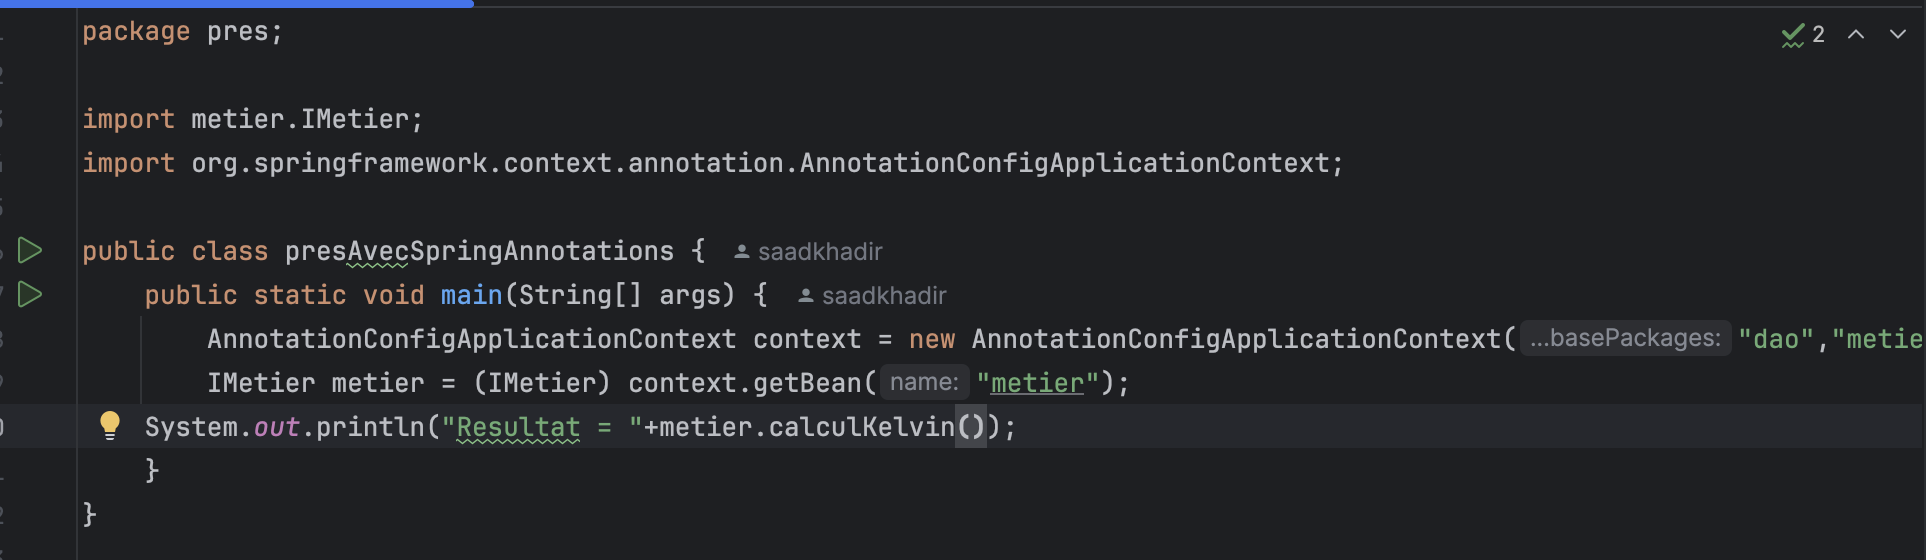 package pres;
2
import metier.IMetier;
import org.springframework.context.annotation.AnnotationConfigApplicationContext;
public class presAvecSpringAnnotations { saadkhadir
public static void main(String[] args) { saadkhadir
AnnotationConfigApplicationContext context = new AnnotationConfigApplicationContext( ...basePackages: "dao","metie
IMetier metier = (IMetier) context.getBean( name: "metier");
System.out.println("Resultat = "+metier.calculKelvin());
}
}